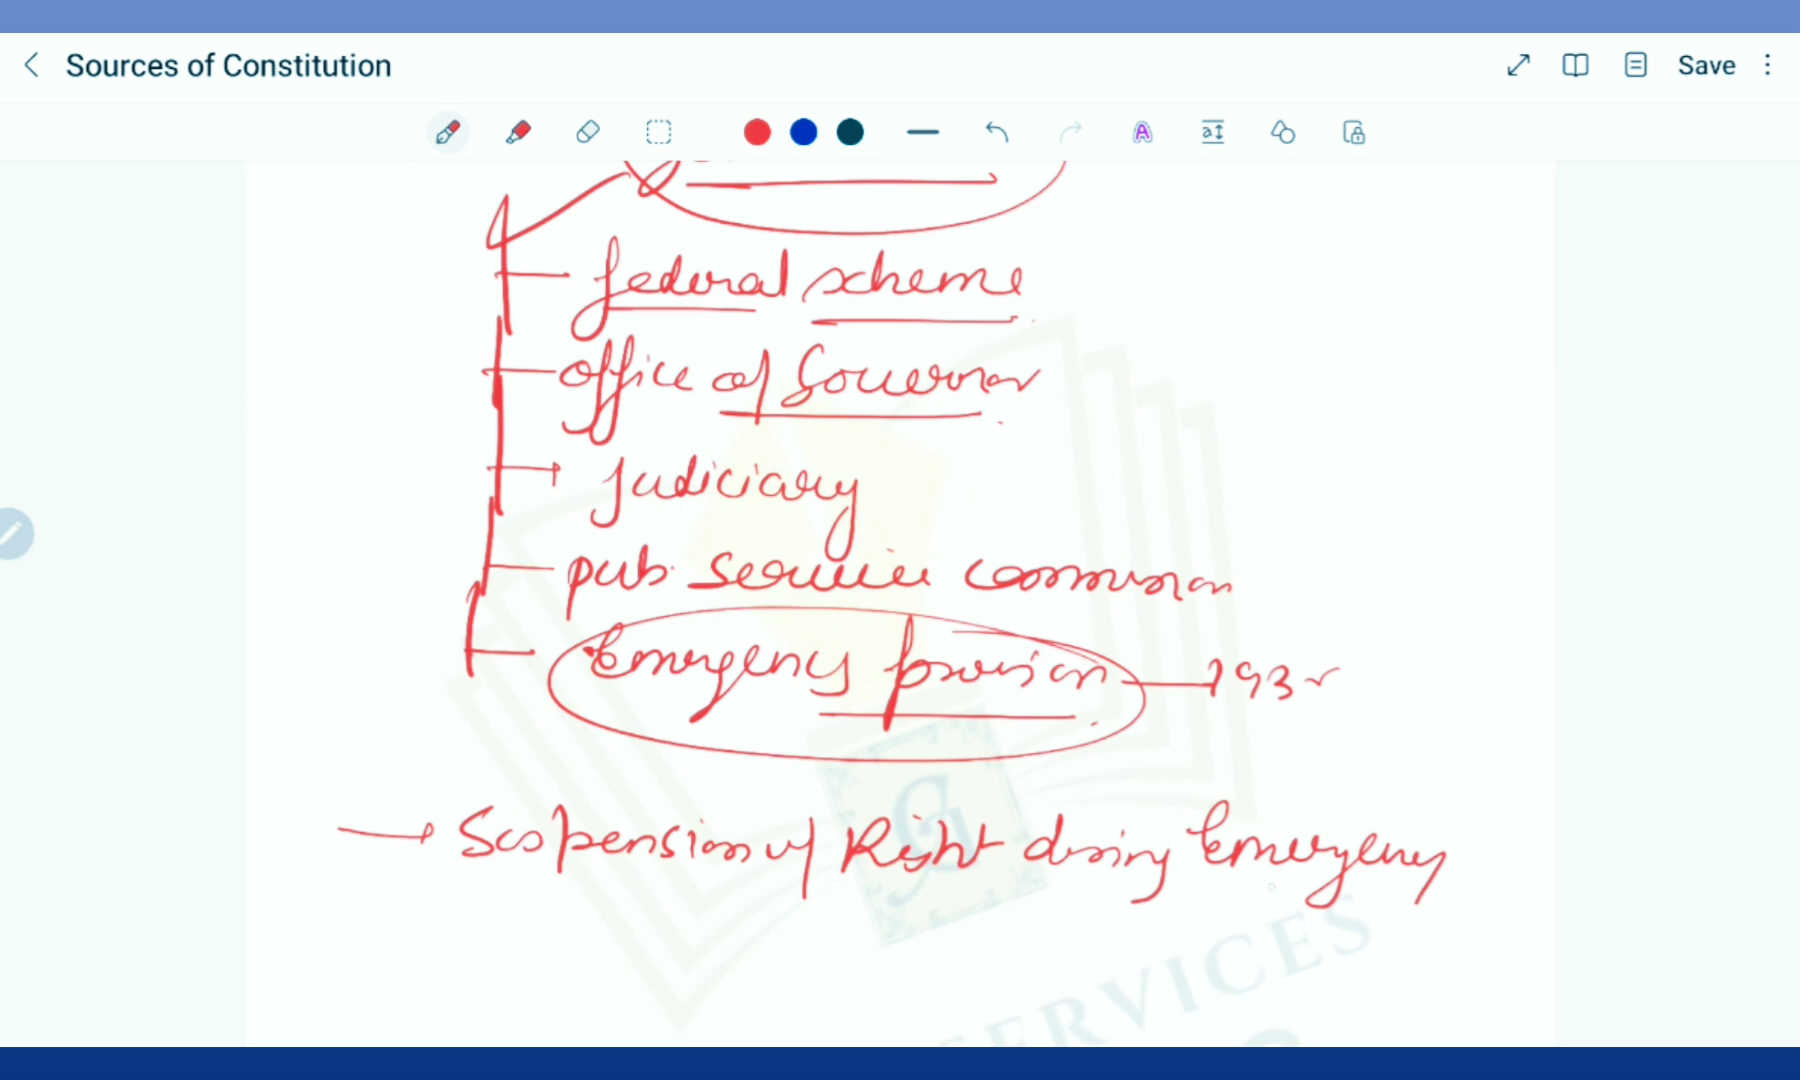 Sources of Constitution
Save
federal scheme
office of Governor
Judiciary
pub. Service commission
Emergency provision 1935
Suspension of Right during Emergency
SERVICES